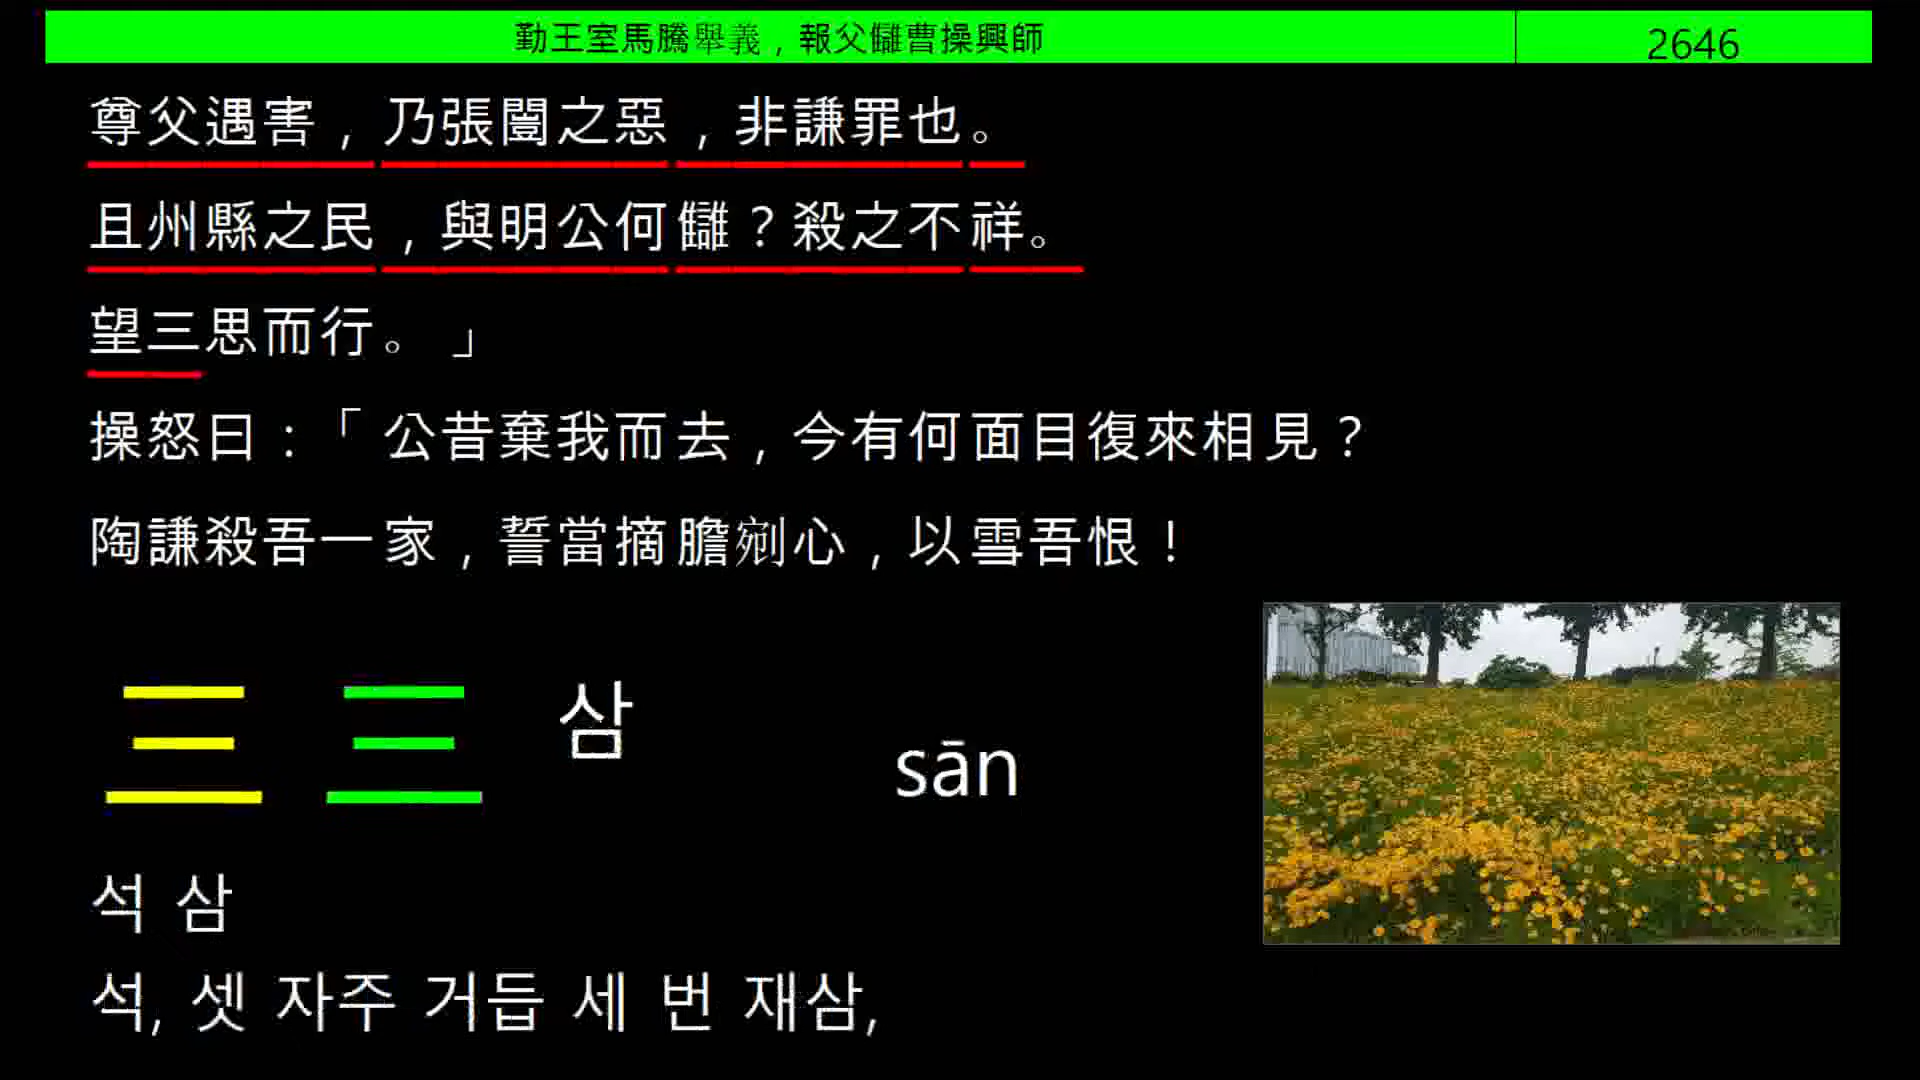 勤王室馬騰舉義，報父讎曹操興師
2646
尊父遇害，乃張闓之惡，非謙罪也。
且州縣之民，與明公何讎？殺之不祥。
望三思而行。」
操怒曰：「公昔棄我而去，今有何面目復來相見？
陶謙殺吾一家，誓當摘膽剜心，以雪吾恨！
三 三 삼 sān
석 삼
석, 셋 자주 거듭 세 번 재삼,